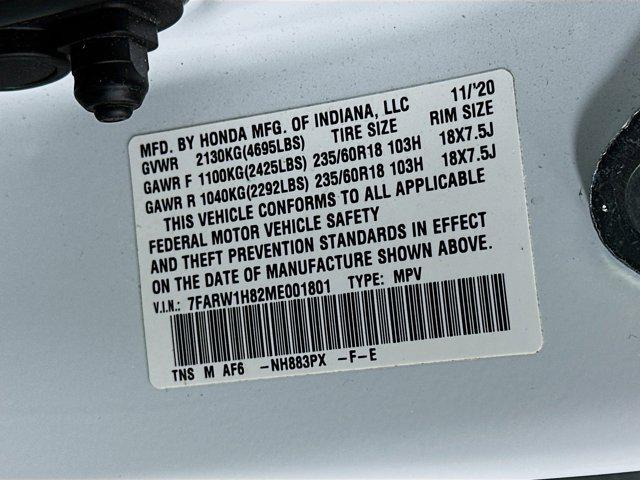 MFD. BY HONDA MFG. OF INDIANA, LLC 11/'20
GVWR 2130KG(4695LBS) TIRE SIZE RIM SIZE
GAWR F 1100KG(2425LBS) 235/60R18 103H 18X7.5J
GAWR R 1040KG(2292LBS) 235/60R18 103H 18X7.5J
THIS VEHICLE CONFORMS TO ALL APPLICABLE
FEDERAL MOTOR VEHICLE SAFETY
AND THEFT PREVENTION STANDARDS IN EFFECT
ON THE DATE OF MANUFACTURE SHOWN ABOVE.
V.I.N.: 7FARW1H82ME001801 TYPE: MPV
TNS M AF6 -NH883PX -F-E